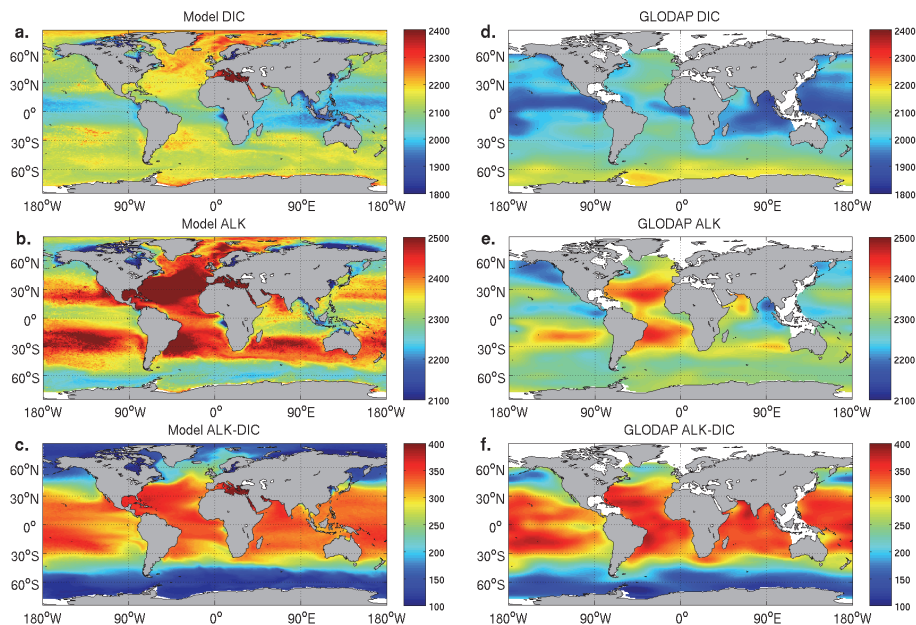 a. Model DIC
60°N
30°N
0°
30°S
60°S
180°W 90°W 0° 90°E 180°W
2400
2300
2200
2100
2000
1900
1800
d. GLODAP DIC
60°N
30°N
0°
30°S
60°S
180°W 90°W 0° 90°E 180°W
2400
2300
2200
2100
2000
1900
1800
b. Model ALK
60°N
30°N
0°
30°S
60°S
180°W 90°W 0° 90°E 180°W
2500
2400
2300
2200
2100
e. GLODAP ALK
60°N
30°N
0°
30°S
60°S
180°W 90°W 0° 90°E 180°W
2500
2400
2300
2200
2100
c. Model ALK-DIC
60°N
30°N
0°
30°S
60°S
180°W 90°W 0° 90°E 180°W
400
350
300
250
200
150
100
f. GLODAP ALK-DIC
60°N
30°N
0°
30°S
60°S
180°W 90°W 0° 90°E 180°W
400
350
300
250
200
150
100